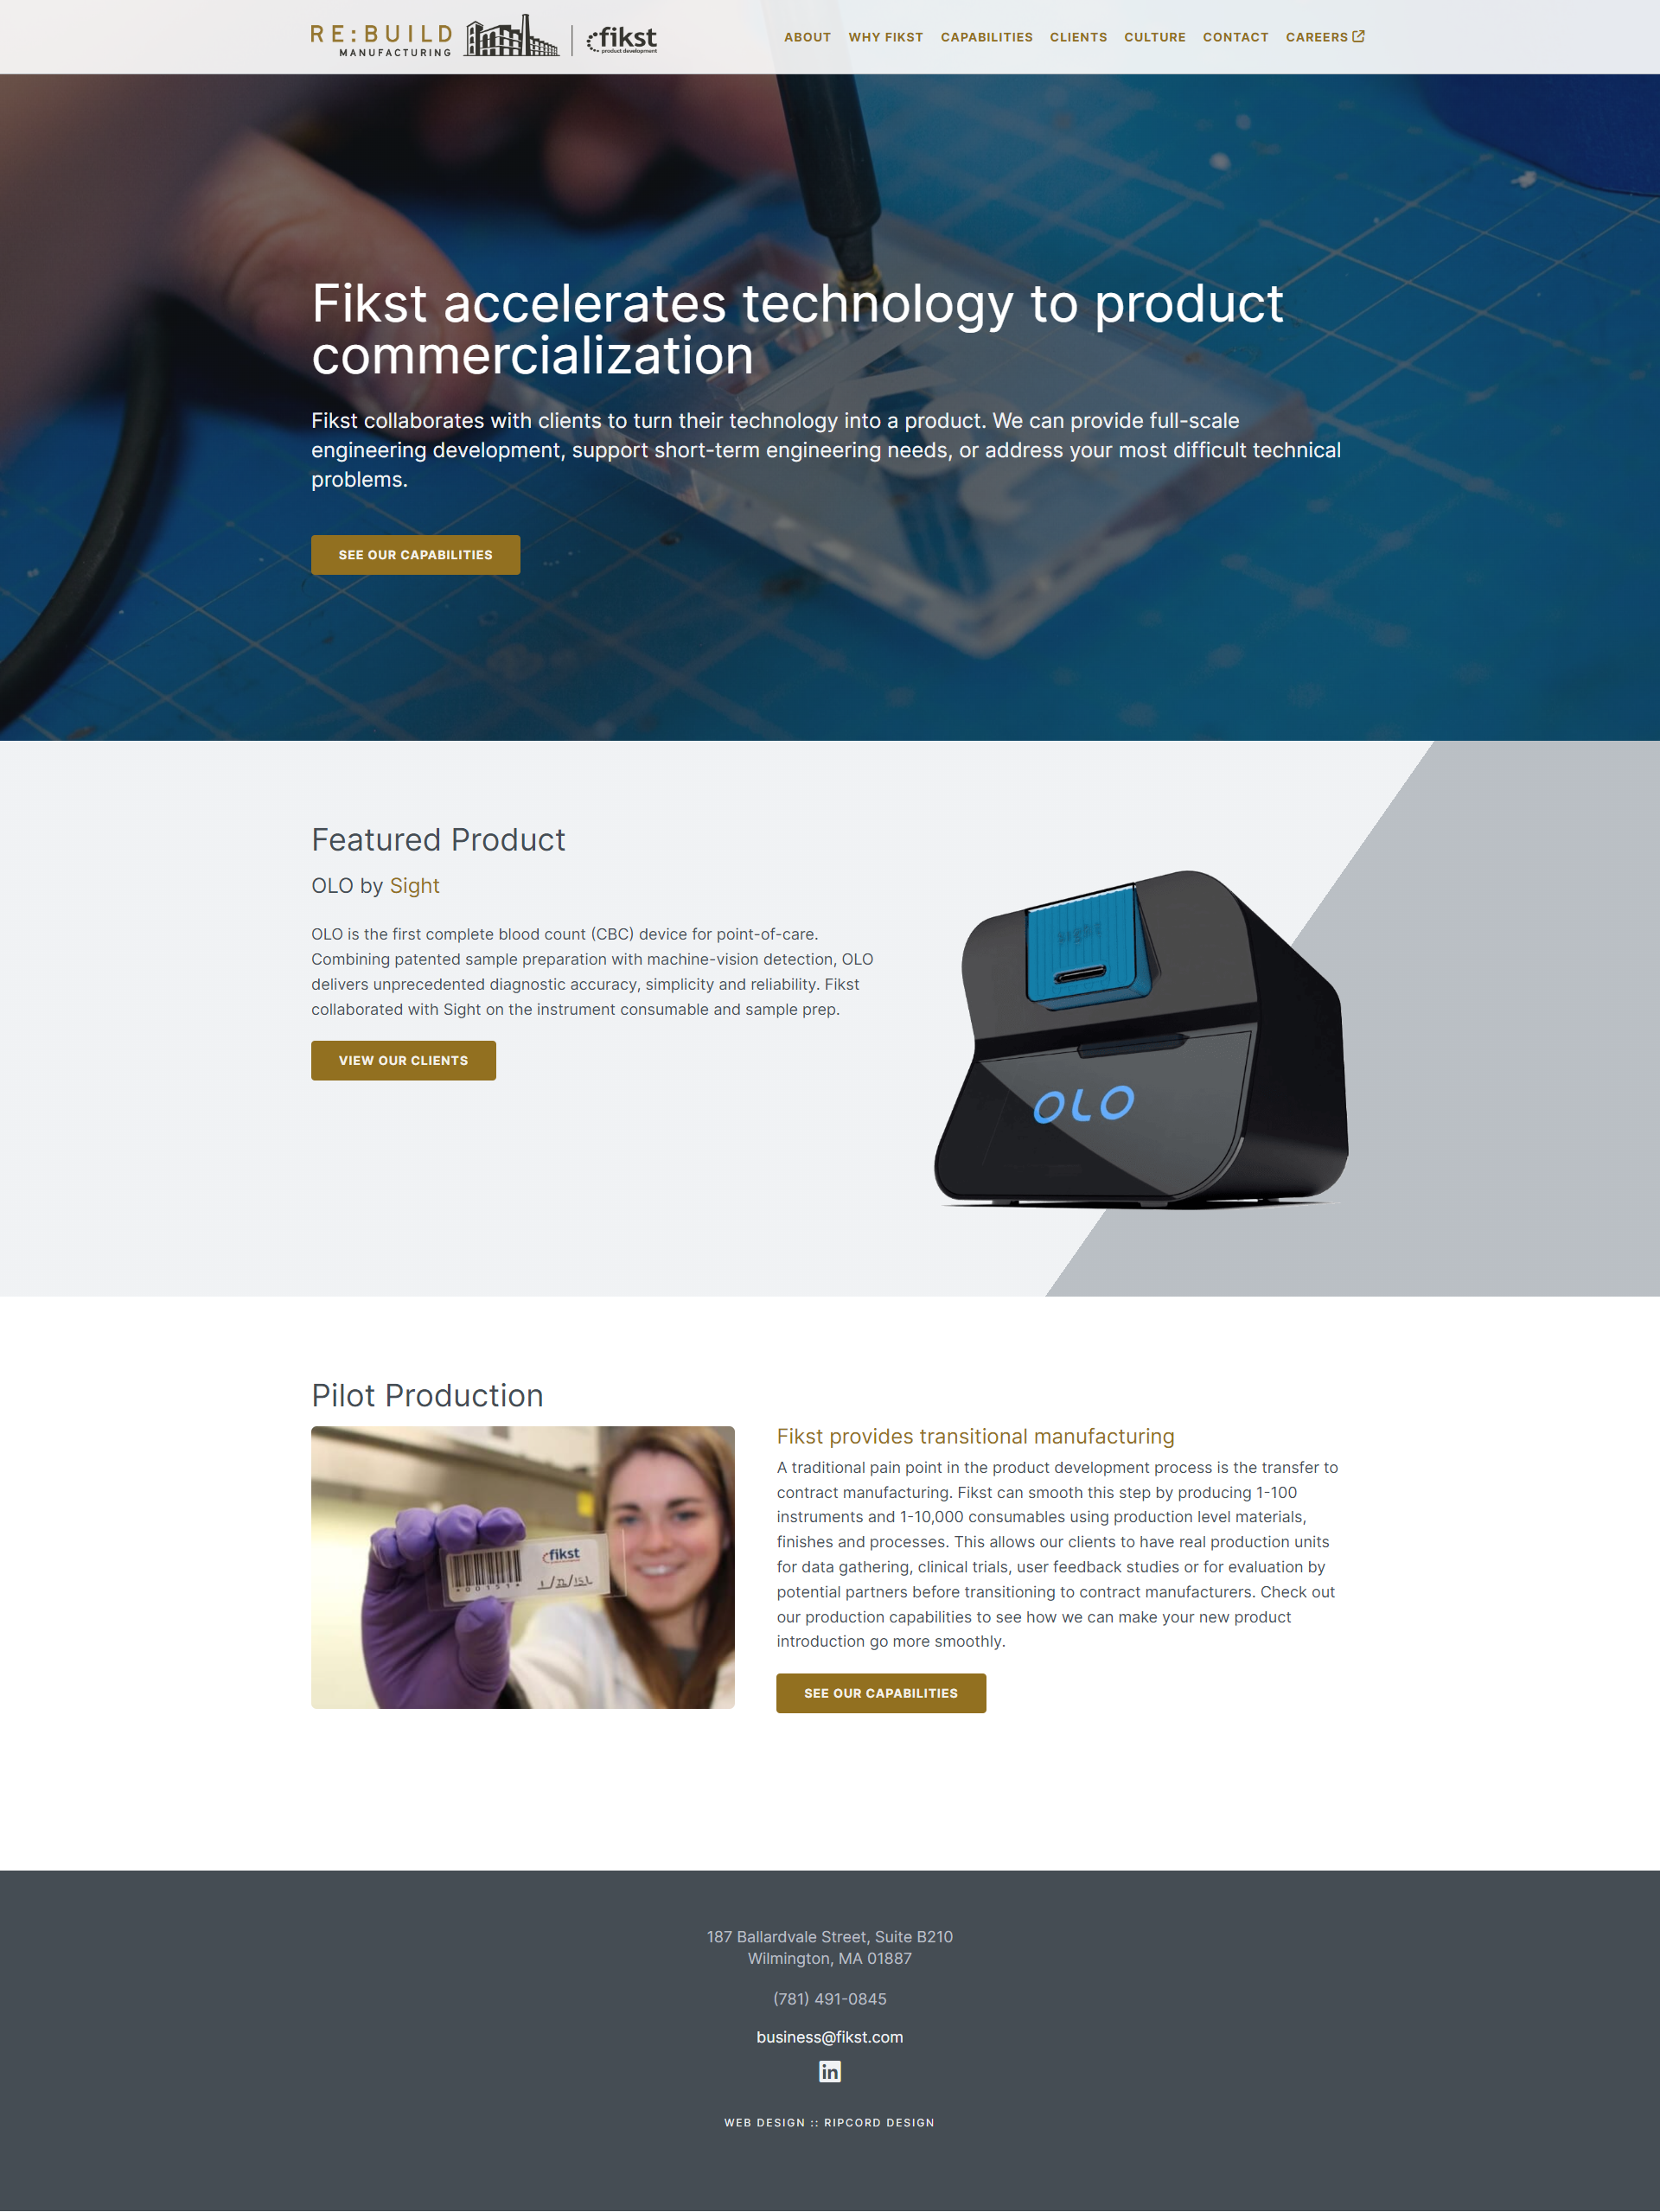 RE:BUILD
MANUFACTURING
fikst
product development
ABOUT
WHY FIKST
CAPABILITIES
CLIENTS
CULTURE
CONTACT
CAREERS
Fikst accelerates technology to product
commercialization
Fikst collaborates with clients to turn their technology into a product. We can provide full-scale
engineering development, support short-term engineering needs, or address your most difficult technical
problems.
SEE OUR CAPABILITIES
Featured Product
OLO by Sight
OLO is the first complete blood count (CBC) device for point-of-care.
Combining patented sample preparation with machine-vision detection, OLO
delivers unprecedented diagnostic accuracy, simplicity and reliability. Fikst
collaborated with Sight on the instrument consumable and sample prep.
VIEW OUR CLIENTS
OLO
Pilot Production
fikst
Fikst provides transitional manufacturing
A traditional pain point in the product development process is the transfer to
contract manufacturing. Fikst can smooth this step by producing 1-100
instruments and 1-10,000 consumables using production level materials,
finishes and processes. This allows our clients to have real production units
for data gathering, clinical trials, user feedback studies or for evaluation by
potential partners before transitioning to contract manufacturers. Check out
our production capabilities to see how we can make your new product
introduction go more smoothly.
SEE OUR CAPABILITIES
187 Ballardvale Street, Suite B210
Wilmington, MA 01887
(781) 491-0845
business@fikst.com
in
WEB DESIGN :: RIPCORD DESIGN